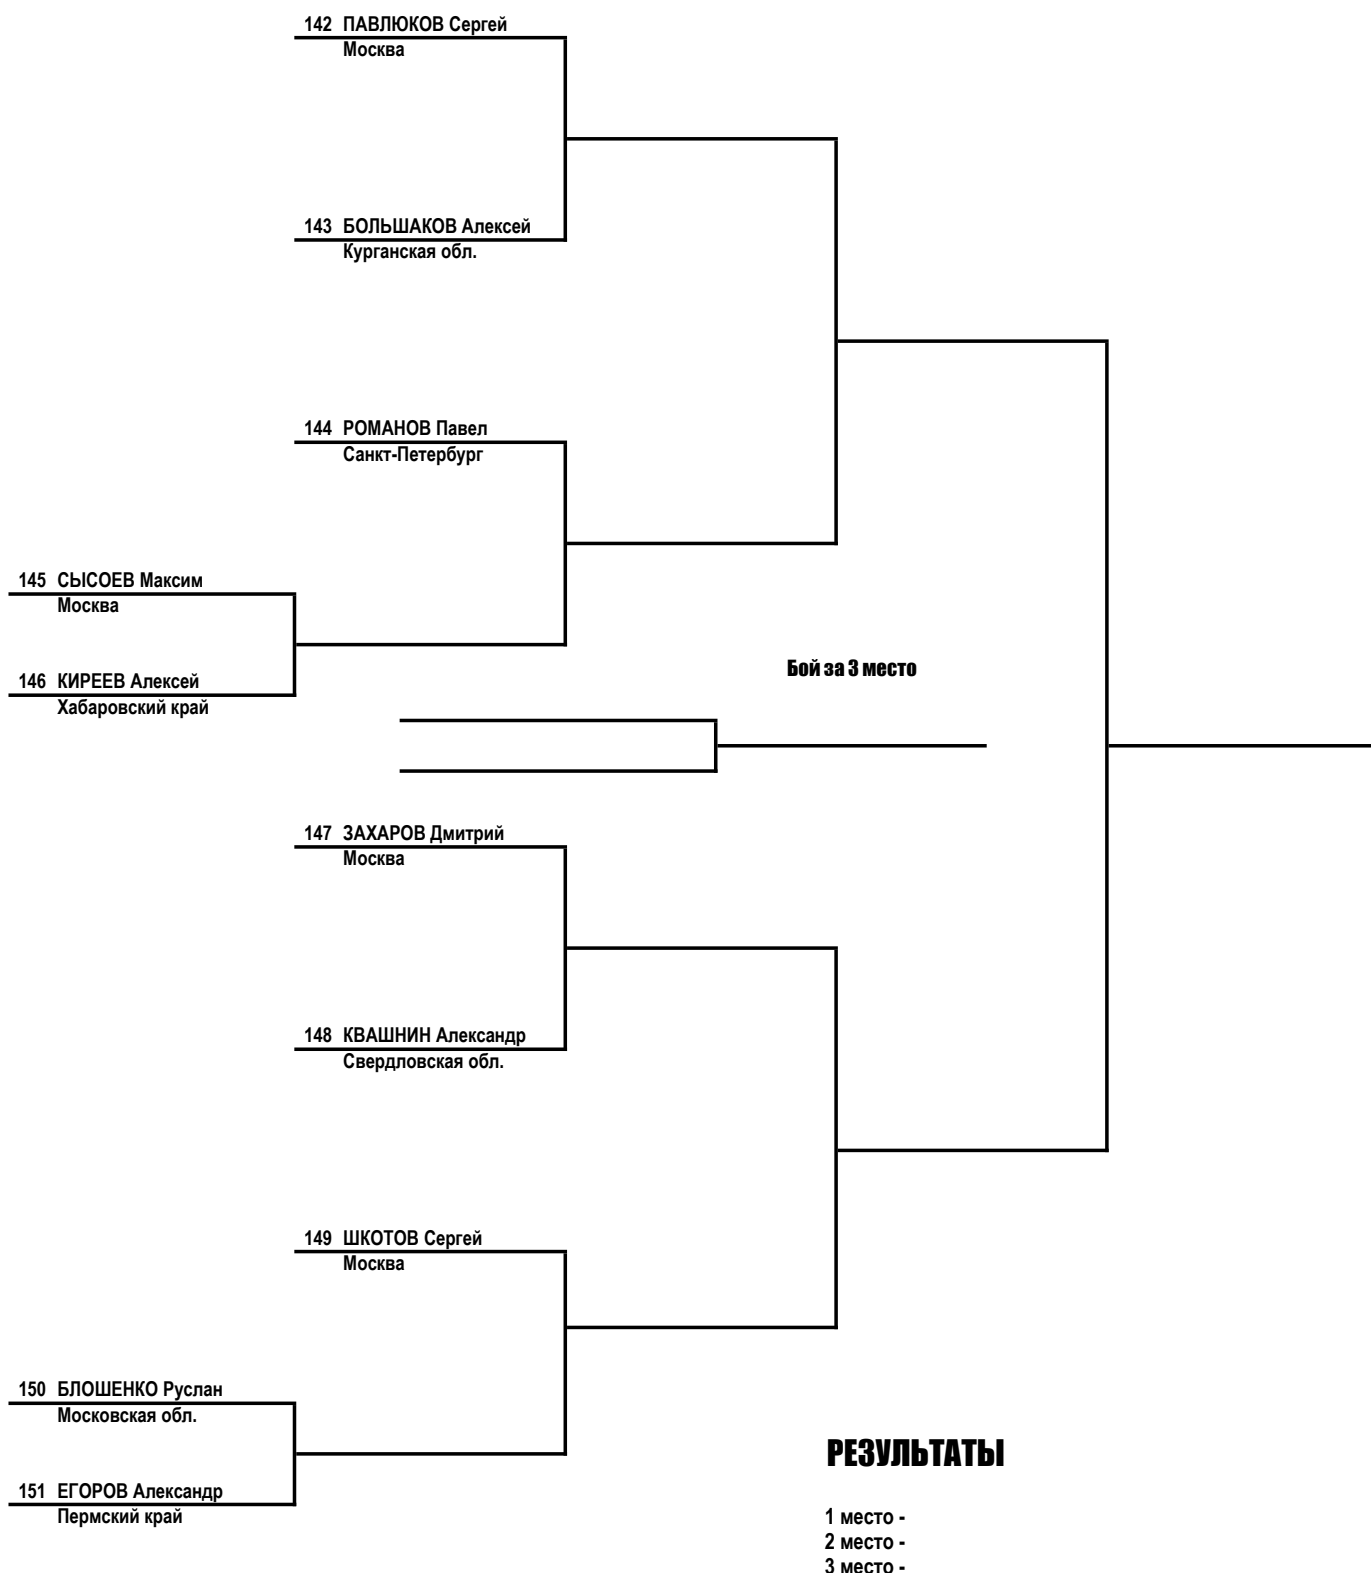 142 ПАВЛЮКОВ Сергей
Москва
143 БОЛЬШАКОВ Алексей
Курганская обл.
144 РОМАНОВ Павел
Санкт-Петербург
145 СЫСОЕВ Максим
Москва
Бой за 3 место
146 КИРЕЕВ Алексей
Хабаровский край
147 ЗАХАРОВ Дмитрий
Москва
148 КВАШНИН Александр
Свердловская обл.
149 ШКОТОВ Сергей
Москва
150 БЛОШЕНКО Руслан
Московская обл.
РЕЗУЛЬТАТЫ
151 ЕГОРОВ Александр
Пермский край
1 место -
2 место -
3 место -